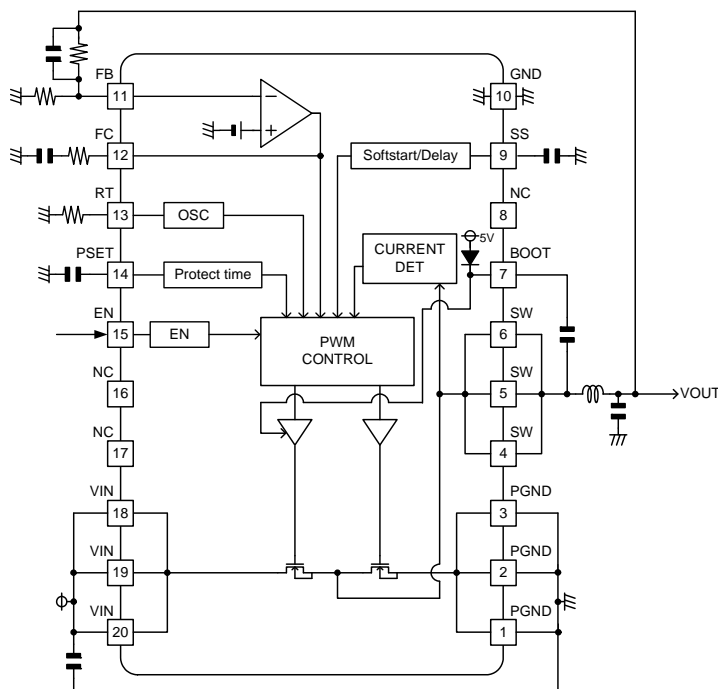 FB
11
−
+
GND
10
FC
12
Softstart/Delay
SS
9
RT
13
OSC
NC
8
PSET
14
Protect time
CURRENT
DET
5V
BOOT
7
EN
15
EN
PWM
CONTROL
SW
6
NC
16
SW
5
VOUT
NC
17
SW
4
VIN
18
PGND
3
VIN
19
PGND
2
VIN
20
PGND
1